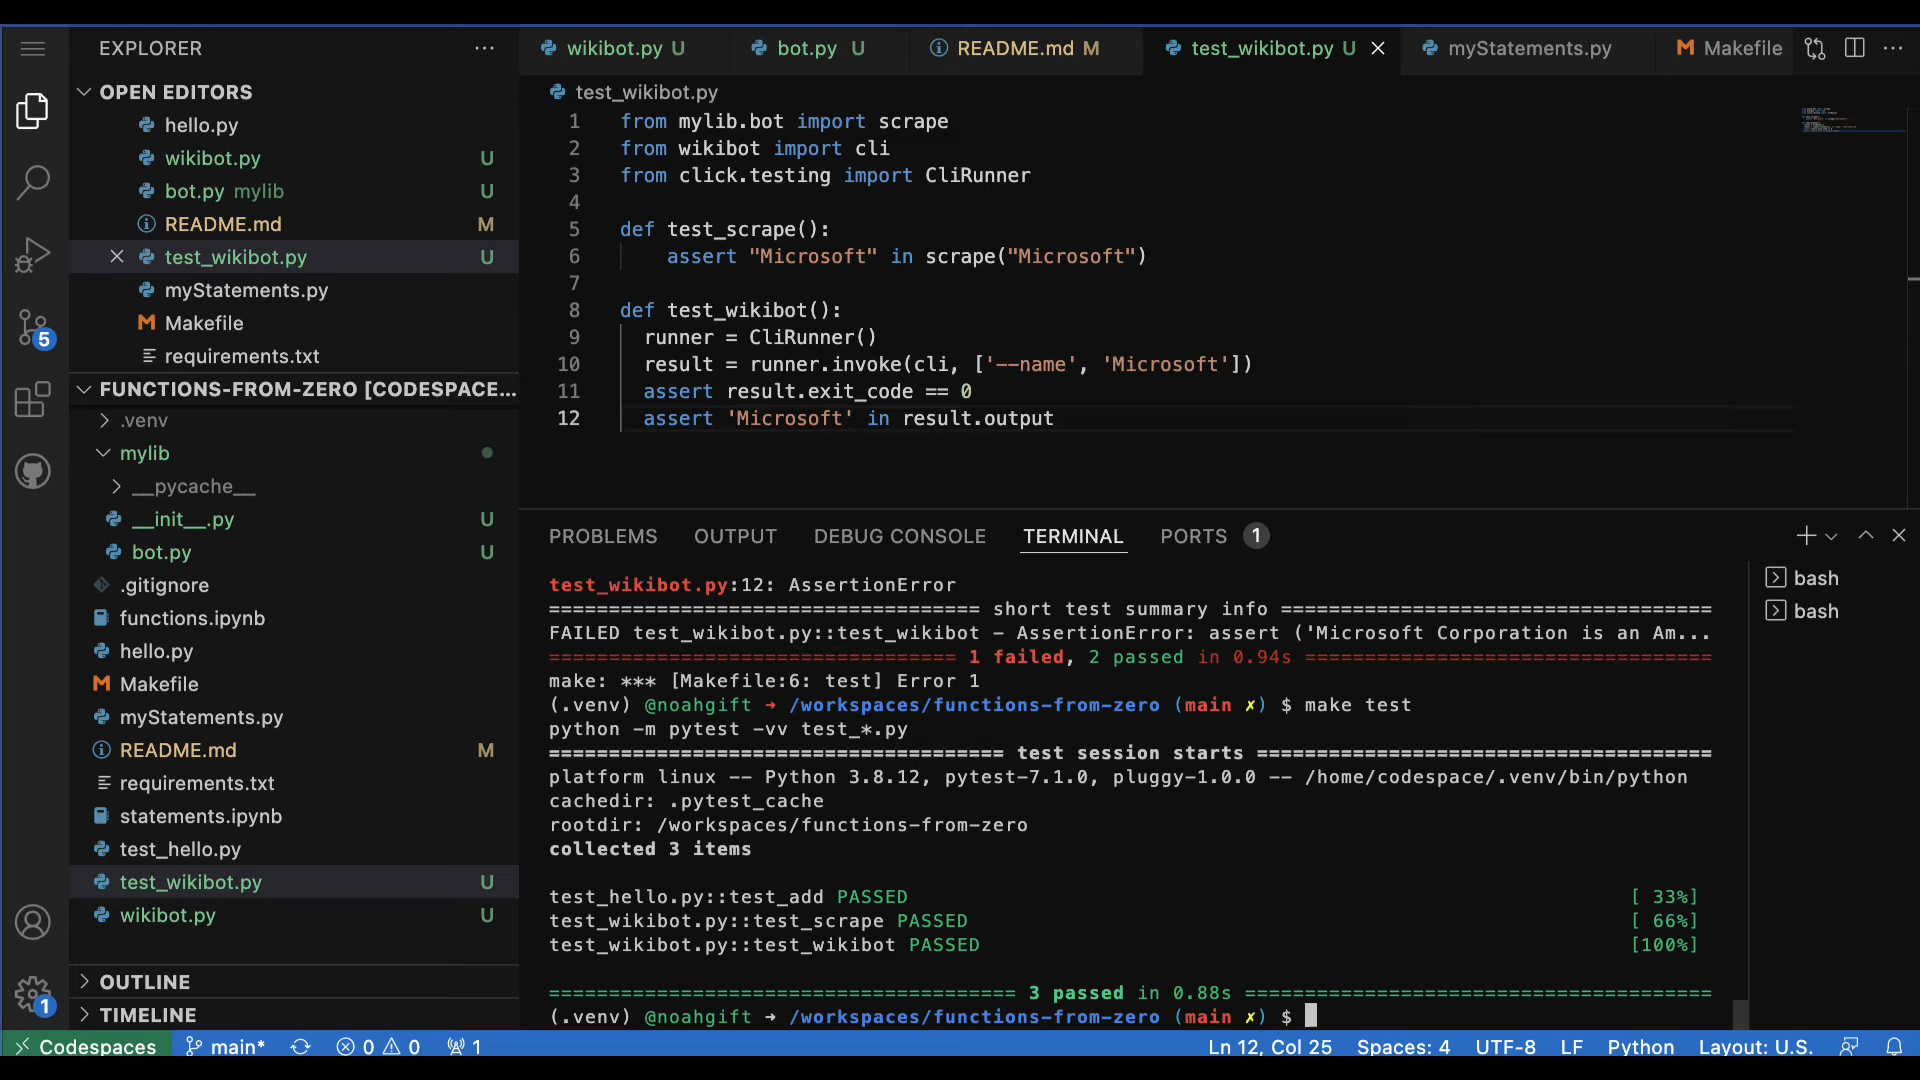 EXPLORER
OPEN EDITORS
hello.py
wikibot.py U
bot.py mylib U
README.md M
test_wikibot.py U
myStatements.py
Makefile
requirements.txt
FUNCTIONS-FROM-ZERO [CODESPACE...
.venv
mylib
__pycache__
__init__.py U
bot.py U
.gitignore
functions.ipynb
hello.py
Makefile
myStatements.py
README.md M
requirements.txt
statements.ipynb
test_hello.py
test_wikibot.py U
wikibot.py U
OUTLINE
TIMELINE
5
1
wikibot.py U bot.py U README.md M test_wikibot.py U myStatements.py Makefile
test_wikibot.py
1 from mylib.bot import scrape
2 from wikibot import cli
3 from click.testing import CliRunner
4
5 def test_scrape():
6 assert "Microsoft" in scrape("Microsoft")
7
8 def test_wikibot():
9 runner = CliRunner()
10 result = runner.invoke(cli, ['--name', 'Microsoft'])
11 assert result.exit_code == 0
12 assert 'Microsoft' in result.output
PROBLEMS OUTPUT DEBUG CONSOLE TERMINAL PORTS 1
test_wikibot.py:12: AssertionError
==================================== short test summary info ====================================
FAILED test_wikibot.py::test_wikibot - AssertionError: assert ('Microsoft Corporation is an Am...
================================== 1 failed, 2 passed in 0.94s ==================================
make: *** [Makefile:6: test] Error 1
(.venv) @noahgift ➜ /workspaces/functions-from-zero (main ✗) $ make test
python -m pytest -vv test_*.py
====================================== test session starts ======================================
platform linux -- Python 3.8.12, pytest-7.1.0, pluggy-1.0.0 -- /home/codespace/.venv/bin/python
cachedir: .pytest_cache
rootdir: /workspaces/functions-from-zero
collected 3 items
test_hello.py::test_add PASSED [ 33%]
test_wikibot.py::test_scrape PASSED [ 66%]
test_wikibot.py::test_wikibot PASSED [100%]
======================================= 3 passed in 0.88s =======================================
(.venv) @noahgift ➜ /workspaces/functions-from-zero (main ✗) $
bash
bash
Codespaces main* 0 0 1 Ln 12, Col 25 Spaces: 4 UTF-8 LF Python Layout: U.S.